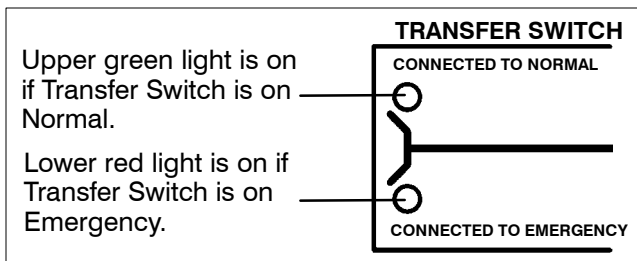 TRANSFER SWITCH
Upper green light is on
if Transfer Switch is on
Normal.
CONNECTED TO NORMAL
Lower red light is on if
Transfer Switch is on
Emergency.
CONNECTED TO EMERGENCY